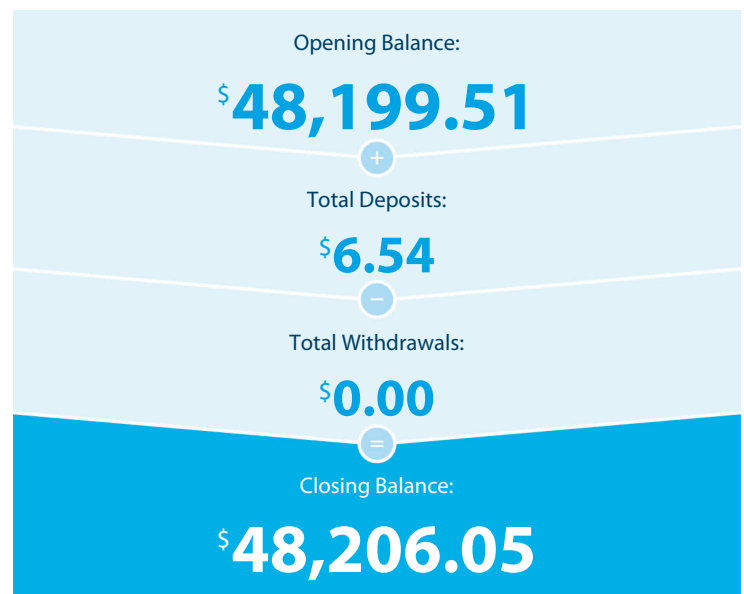 Opening Balance:
$48,199.51
+
Total Deposits:
$6.54
−
Total Withdrawals:
$0.00
=
Closing Balance:
$48,206.05